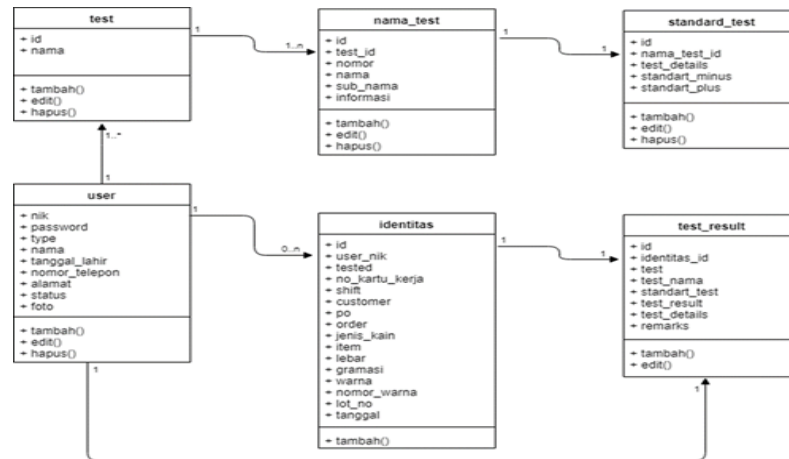 test
+ id
+ nama
+ tambah()
+ edit()
+ hapus()
1
1..n
nama_test
+ id
+ test_id
+ nomor
+ nama
+ sub_nama
+ informasi
+ tambah()
+ edit()
+ hapus()
1
1
standard_test
+ id
+ nama_test_id
+ test_details
+ standart_minus
+ standart_plus
+ tambah()
+ edit()
+ hapus()
1..*
1
user
+ nik
+ password
+ type
+ nama
+ tanggal_lahir
+ nomor_telepon
+ alamat
+ status
+ foto
+ tambah()
+ edit()
+ hapus()
1
0..n
identitas
+ id
+ user_nik
+ tested
+ no_kartu_kerja
+ shift
+ customer
+ po
+ order
+ jenis_kain
+ item
+ lebar
+ gramasi
+ warna
+ nomor_warna
+ lot_no
+ tanggal
+ tambah()
1
1
test_result
+ id
+ identitas_id
+ test
+ test_nama
+ standart_test
+ test_result
+ test_details
+ remarks
+ tambah()
+ edit()
1
1